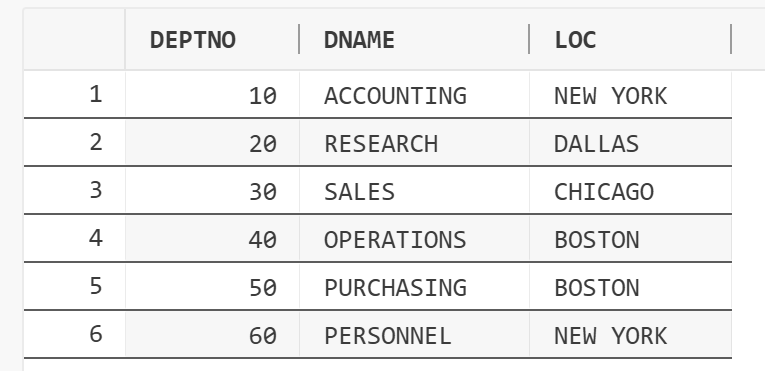 DEPTNO DNAME LOC
1 10 ACCOUNTING NEW YORK
2 20 RESEARCH DALLAS
3 30 SALES CHICAGO
4 40 OPERATIONS BOSTON
5 50 PURCHASING BOSTON
6 60 PERSONNEL NEW YORK